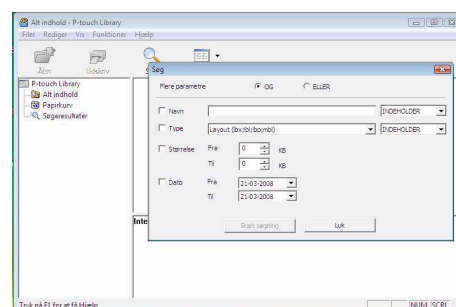 Alt indhold - P-touch Library
Filer Rediger Vis Funktioner Hjælp
Åbn Udskriv
P-touch Library
Alt indhold
Papirkurv
Søgeresultater
Søg
Flere parametre OG ELLER
Navn INDEHOLDER
Type Layout (lbx;lbl;lbp;mbl) INDEHOLDER
Størrelse Fra 0 KB
Til 0 KB
Dato Fra 21-03-2008
Til 21-03-2008
Start søgning Luk
Inte
Tryk på F1 for at få Hjælp NUM SCRL